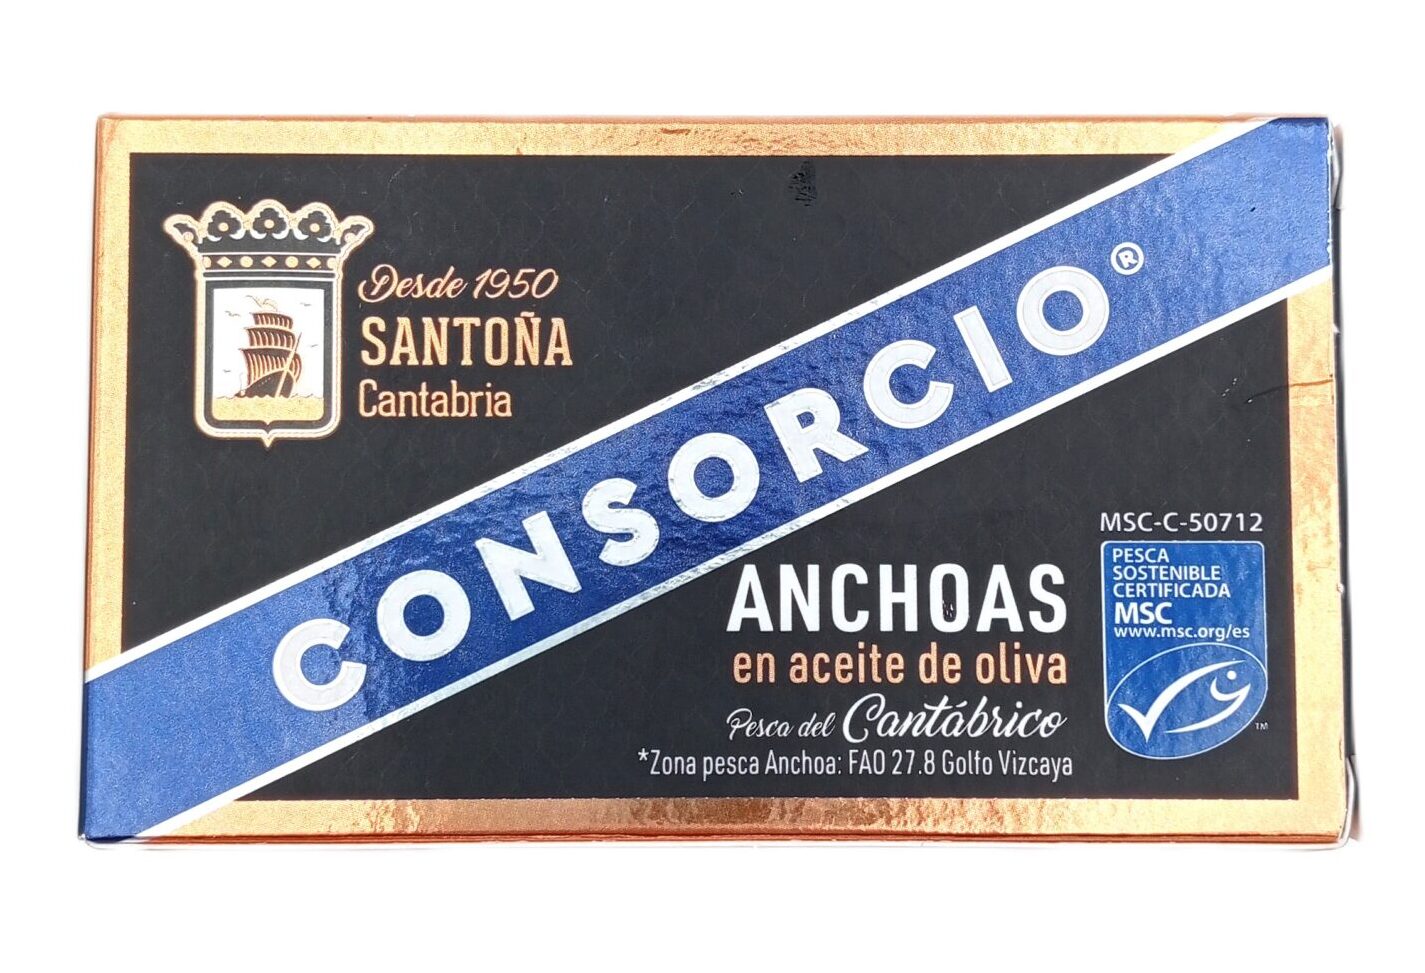 Desde 1950
SANTOÑA
Cantabria
CONSORCIO®
ANCHOAS
en aceite de oliva
Pesca del Cantábrico
*Zona pesca Anchoa: FAO 27.8 Golfo Vizcaya
MSC-C-50712
PESCA
SOSTENIBLE
CERTIFICADA
MSC
www.msc.org/es
TM